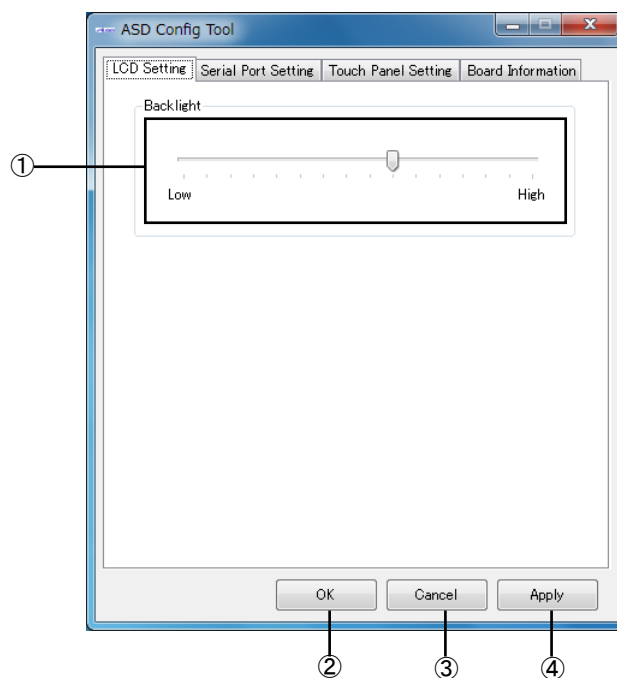 ASD Config Tool
LCD Setting Serial Port Setting Touch Panel Setting Board Information
Backlight
①
Low High
OK Cancel Apply
② ③ ④